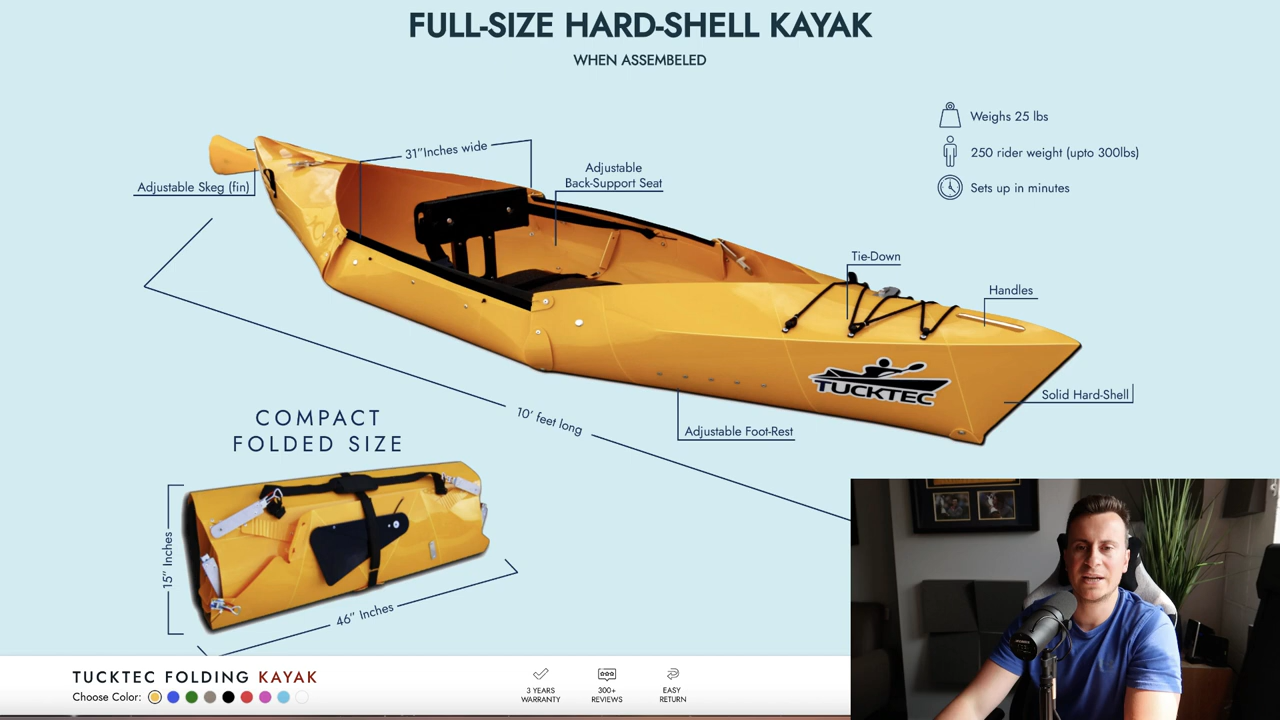 FULL-SIZE HARD-SHELL KAYAK
WHEN ASSEMBELED
Weighs 25 lbs
250 rider weight (upto 300lbs)
Sets up in minutes
31”Inches wide
Adjustable
Back-Support Seat
Adjustable Skeg (fin)
Tie-Down
Handles
TUCKTEC
Solid Hard-Shell
Adjustable Foot-Rest
10’ feet long
COMPACT
FOLDED SIZE
15” Inches
46” Inches
TUCKTEC FOLDING KAYAK
Choose Color:
3 YEARS
WARRANTY
300+
REVIEWS
EASY
RETURN